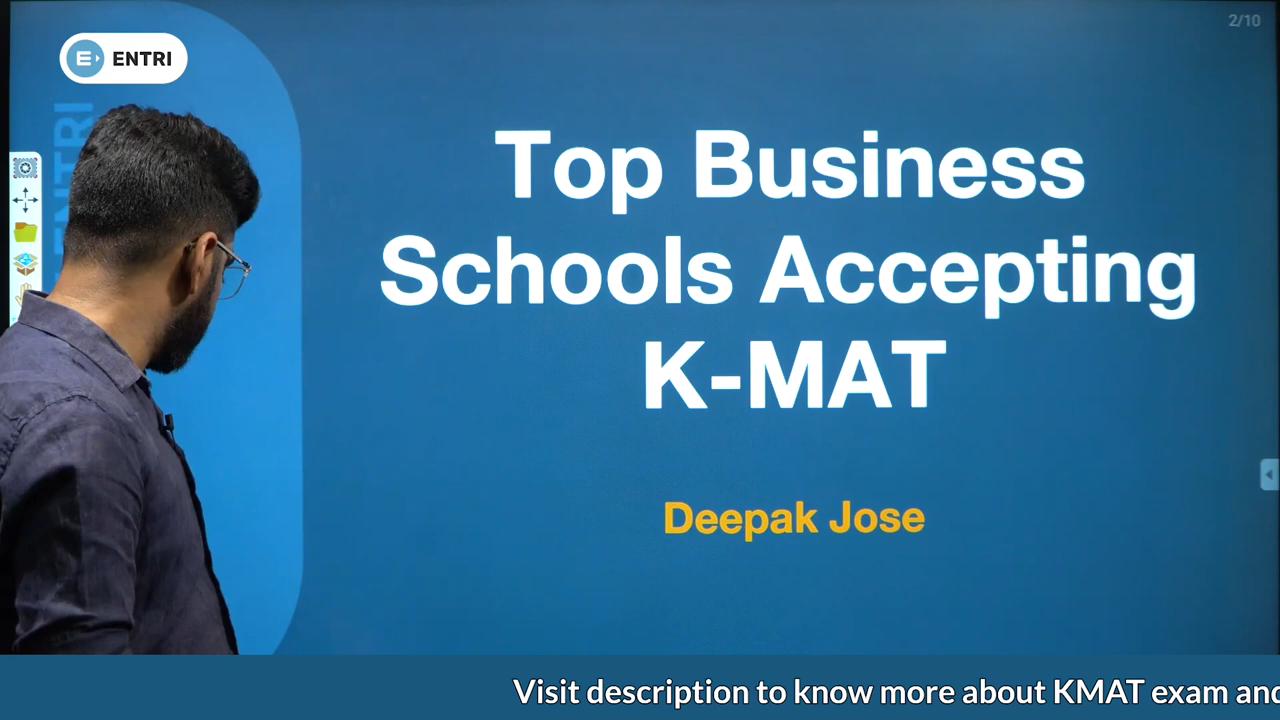 2/10
ENTRI
ENTRI
Top Business
Schools Accepting
K-MAT
Deepak Jose
Visit description to know more about KMAT exam and